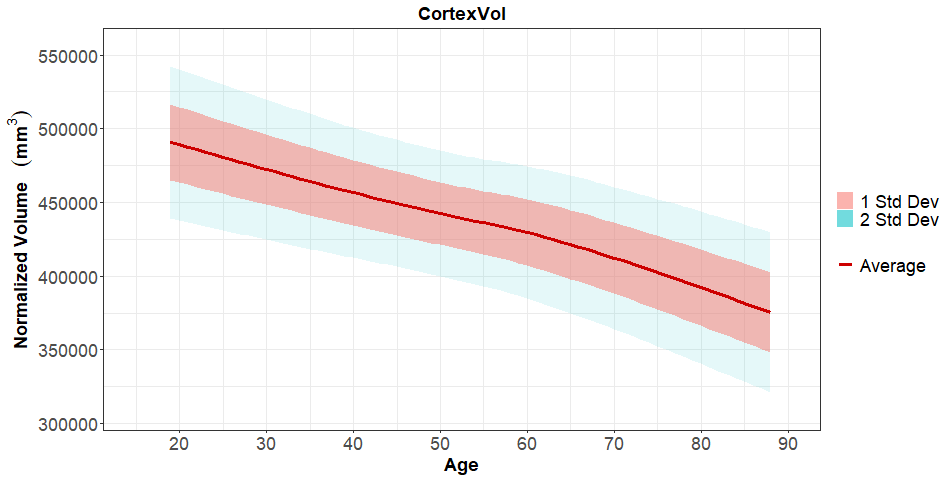 CortexVol
Normalized Volume (mm³)
550000
500000
450000
400000
350000
300000
20 30 40 50 60 70 80 90
Age
1 Std Dev
2 Std Dev
Average